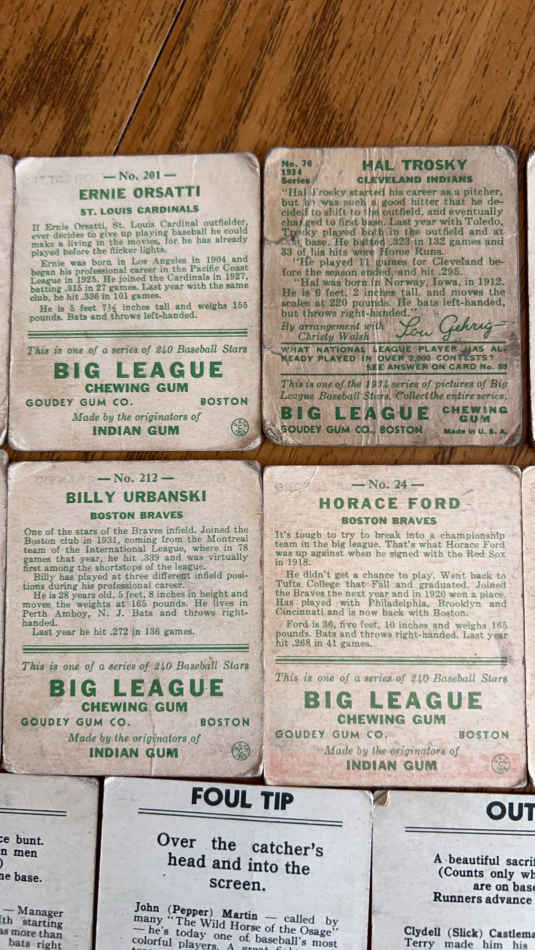 — No. 201 —
ERNIE ORSATTI
ST. LOUIS CARDINALS
If Ernie Orsatti, St. Louis Cardinal outfielder,
ever decides to give up playing baseball he could
make a living in the movies, for he has already
played before the flicker lights.
Ernie was born in Los Angeles in 1904 and
began his professional career in the Pacific Coast
League in 1925. He joined the Cardinals in 1927,
batting .315 in 27 games. Last year with the same
club, he hit .336 in 101 games.
He is 5 feet 7½ inches tall and weighs 155
pounds. Bats and throws left-handed.
This is one of a series of 240 Baseball Stars
BIG LEAGUE
CHEWING GUM
GOUDEY GUM CO. BOSTON
Made by the originators of
INDIAN GUM
No. 76
1934
Series
HAL TROSKY
CLEVELAND INDIANS
"Hal Trosky started his career as a pitcher,
but he was such a good hitter that he de-
cided to shift to the outfield, and eventually
changed to first base. Last year with Toledo,
Trosky played both in the outfield and at
base. He batted .323 in 132 games and
33 of his hits were Home Runs.
"He played 11 games for Cleveland be-
fore the season ended, and hit .295.
"Hal was born in Norway, Iowa, in 1912.
He is 6 feet, 2 inches tall, and moves the
scales at 220 pounds. He bats left-handed,
but throws right-handed."
By arrangement with
Christy Walsh
Lou Gehrig
WHAT NATIONAL LEAGUE PLAYER HAS AL-
READY PLAYED IN OVER 2,000 CONTESTS?
SEE ANSWER ON CARD No.
This is one of the 1934 series of pictures of Big
League Baseball Stars. Collect the entire series.
BIG LEAGUE CHEWING GUM
GOUDEY GUM CO., BOSTON Made in U. S. A.
— No. 212 —
BILLY URBANSKI
BOSTON BRAVES
One of the stars of the Braves infield. Joined the
Boston club in 1931, coming from the Montreal
team of the International League, where in 78
games that year, he hit .339 and was virtually
first among the shortstops of the league.
Billy has played at three different infield posi-
tions during his professional career.
He is 28 years old, 5 feet, 8 inches in height and
moves the weights at 165 pounds. He lives in
Perth Amboy, N. J. Bats and throws right-
handed.
Last year he hit .272 in 136 games.
This is one of a series of 240 Baseball Stars
BIG LEAGUE
CHEWING GUM
GOUDEY GUM CO. BOSTON
Made by the originators of
INDIAN GUM
— No. 24 —
HORACE FORD
BOSTON BRAVES
It's tough to try to break into a championship
team in the big league. That's what Horace Ford
was up against when he signed with the Red Sox
in 1918.
He didn't get a chance to play. Went back to
Tufts College that Fall and graduated. Joined
the Braves the next year and in 1920 won a place.
Has played with Philadelphia, Brooklyn and
Cincinnati and is now back with Boston.
Ford is 36, five feet, 10 inches and weighs 165
pounds. Bats and throws right-handed. Last year
hit .268 in 41 games.
This is one of a series of 240 Baseball Stars
BIG LEAGUE
CHEWING GUM
GOUDEY GUM CO. BOSTON
Made by the originators of
INDIAN GUM
ce bunt.
n men
)
ne base.
— Manager
starting
as more than
bats right
FOUL TIP
Over the catcher's
head and into the
screen.
John (Pepper) Martin — called by
many "The Wild Horse of the Osage"
— he's today one of baseball's most
colorful players. A great
OUT
A beautiful sacrif
(Counts only wh
are on base
Runners advance
Clydell (Slick) Castlema
Terry made him his